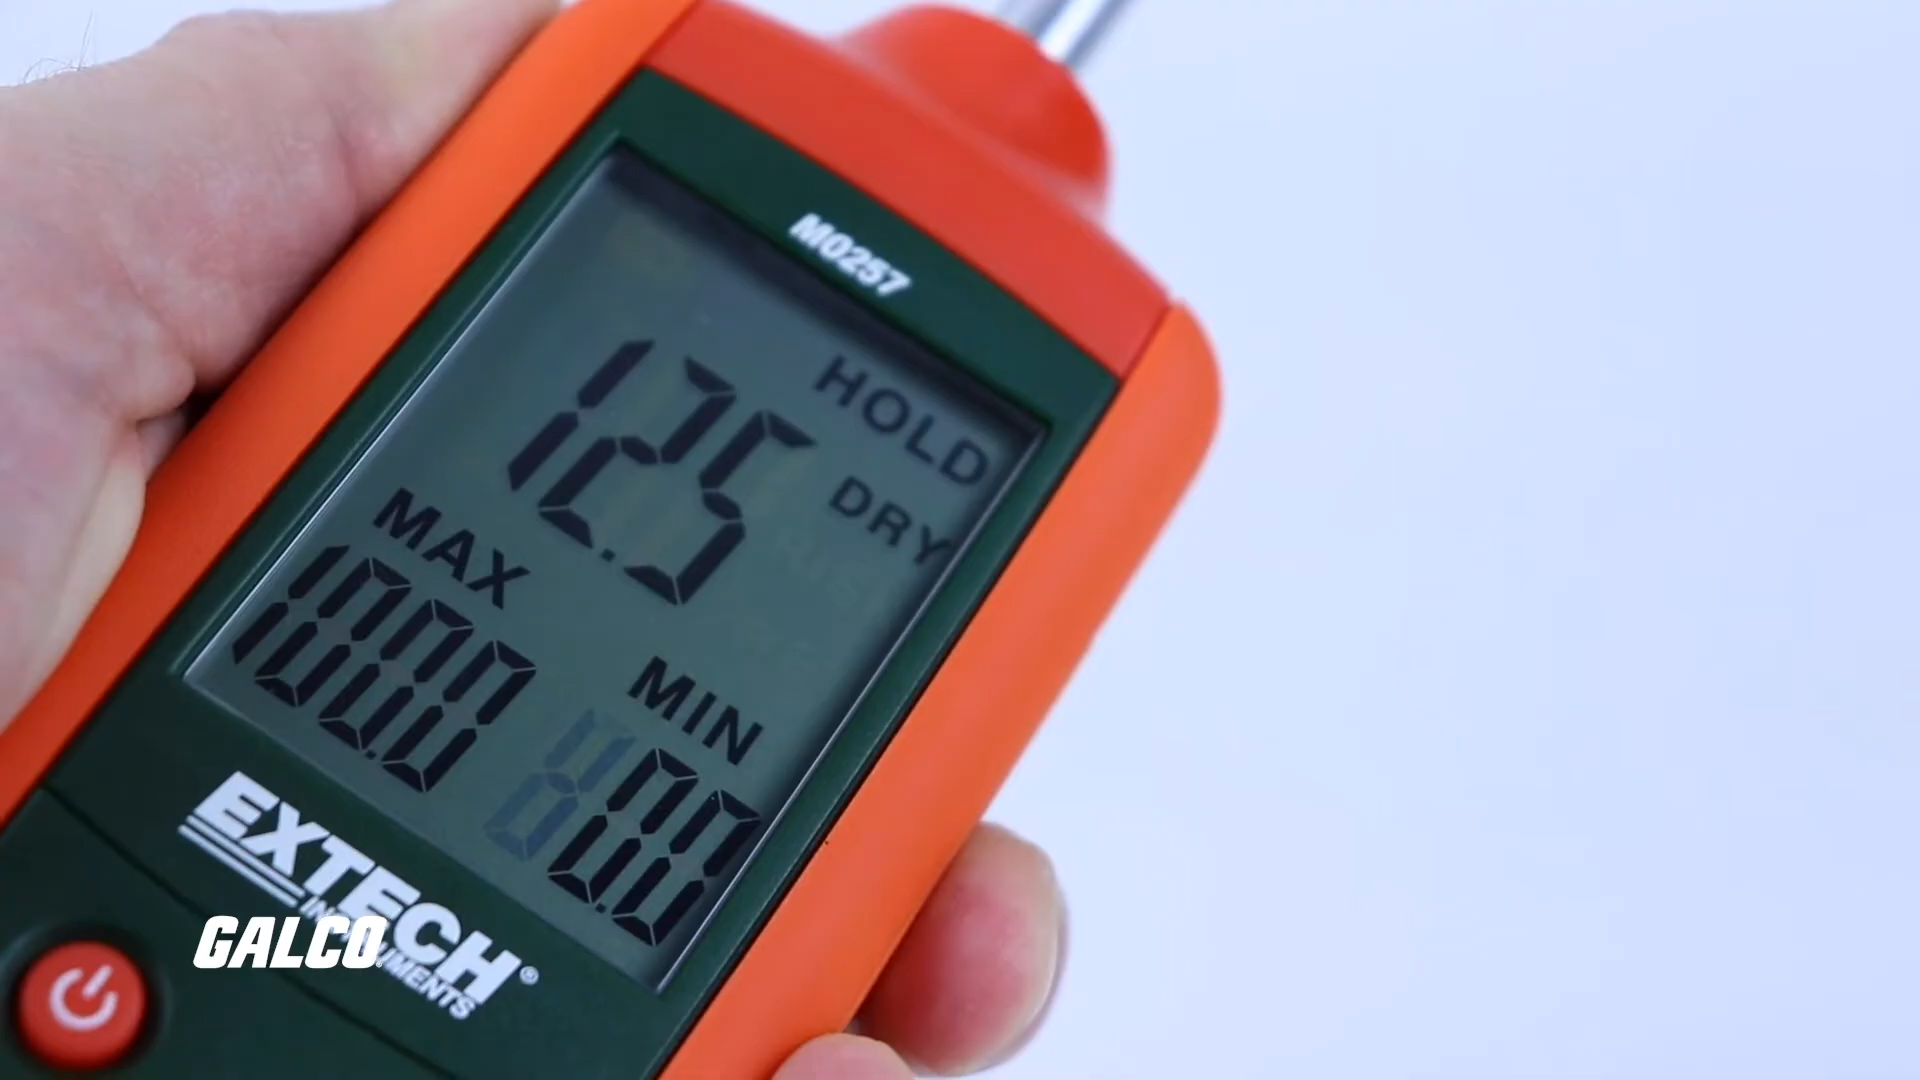 MO257
HOLD
12.5
DRY
MAX
100.0
MIN
0.0
EXTECH®
INSTRUMENTS
GALCO